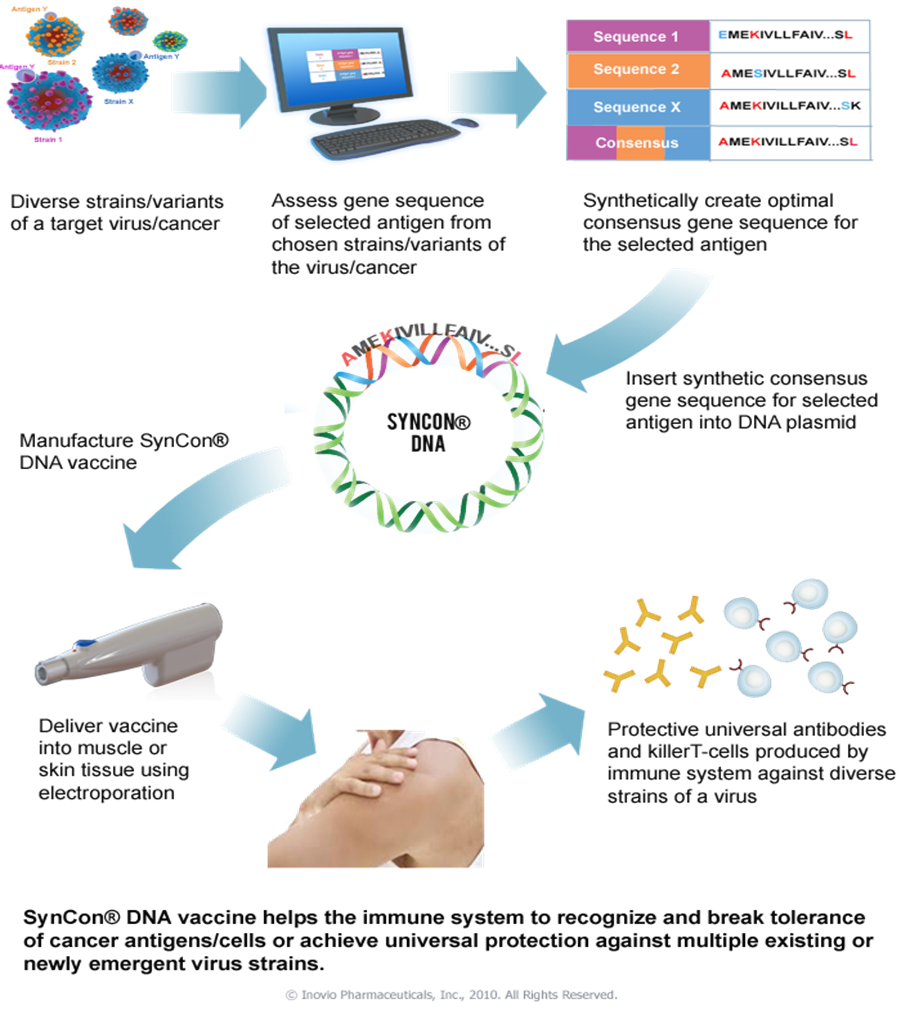 Antigen Y
Strain 2
Antigen Y
Antigen Y
Strain X
Strain 1
Sequence 1 EMEKIVLLFAIV...SL
Sequence 2 AMESIVLLFAIV...SL
Sequence X AMEKIVILLFAIV...SK
Consensus AMEKIVILLFAIV...SL
Diverse strains/variants
of a target virus/cancer
Assess gene sequence
of selected antigen from
chosen strains/variants of
the virus/cancer
Synthetically create optimal
consensus gene sequence for
the selected antigen
AMEKIVILLFAIV...SL
SYNCON®
DNA
Insert synthetic consensus
gene sequence for selected
antigen into DNA plasmid
Manufacture SynCon®
DNA vaccine
Deliver vaccine
into muscle or
skin tissue using
electroporation
Protective universal antibodies
and killerT-cells produced by
immune system against diverse
strains of a virus
SynCon® DNA vaccine helps the immune system to recognize and break tolerance
of cancer antigens/cells or achieve universal protection against multiple existing or
newly emergent virus strains.
© Inovio Pharmaceuticals, Inc., 2010. All Rights Reserved.